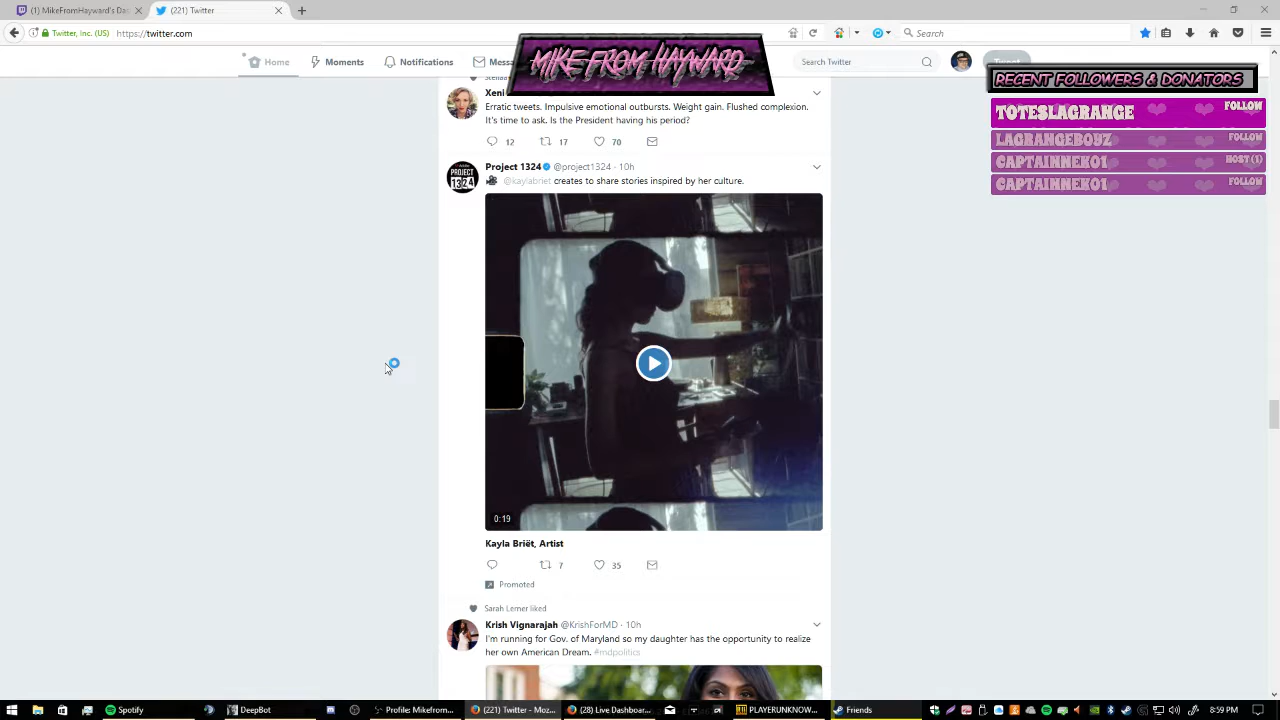 (1) MikeFromHayward's Das
(221) Twitter
Twitter, Inc. (US)
https://twitter.com
Search
Home
Moments
Notifications
Messa
MIKE FROM HAYWARD
Search Twitter
Tweet
RECENT FOLLOWERS & DONATORS
TOTESLAGRANGE FOLLOW
LAGRANGEBOYZ FOLLOW
CAPTAINNEKO1 HOST(1)
CAPTAINNEKO1 FOLLOW
Xeni
Erratic tweets. Impulsive emotional outbursts. Weight gain. Flushed complexion.
It's time to ask. Is the President having his period?
12 17 70
Project 1324 @project1324 · 10h
@kaylabriet creates to share stories inspired by her culture.
PROJECT
1324
0:19
Kayla Briët, Artist
7 35
Promoted
Sarah Lerner liked
Krish Vignarajah @KrishForMD · 10h
I'm running for Gov. of Maryland so my daughter has the opportunity to realize
her own American Dream. #mdpolitics
Spotify
DeepBot
Profile: Mikefrom...
(221) Twitter - Moz...
(28) Live Dashboar...
PLAYERUNKNOW...
Friends
8:59 PM